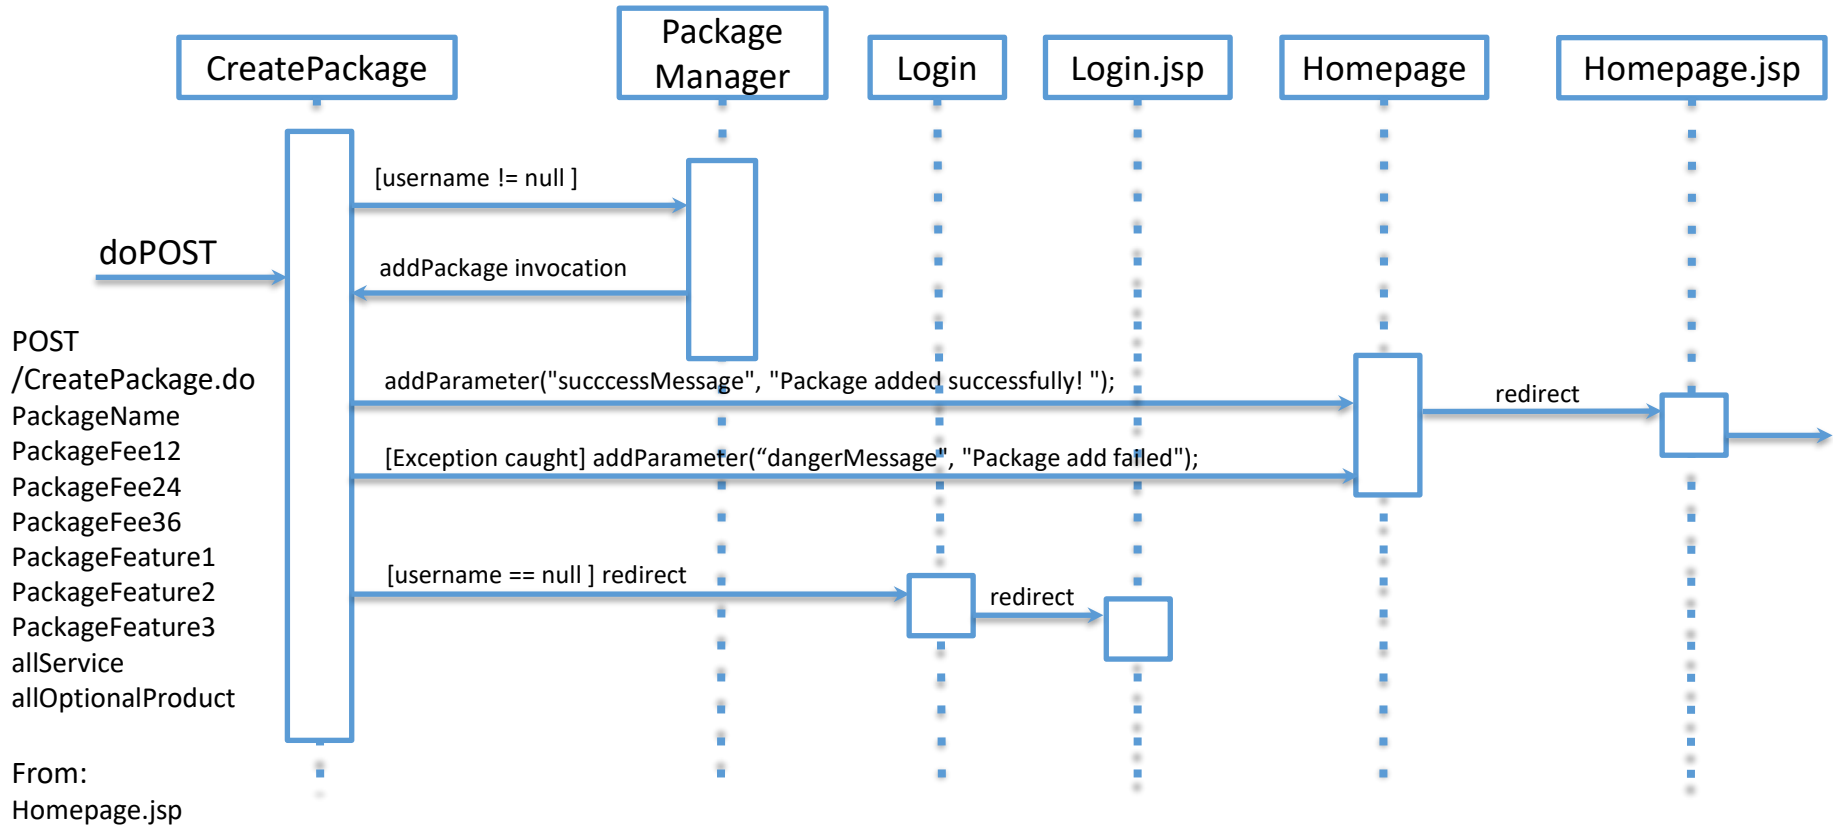 Package
Manager
CreatePackage
Login
Login.jsp
Homepage
Homepage.jsp
[username != null ]
doPOST
addPackage invocation
POST
/CreatePackage.do
PackageName
PackageFee12
PackageFee24
PackageFee36
PackageFeature1
PackageFeature2
PackageFeature3
allService
allOptionalProduct
From:
Homepage.jsp
addParameter("succcessMessage", "Package added successfully! ");
redirect
[Exception caught] addParameter(“dangerMessage", "Package add failed");
[username == null ] redirect
redirect